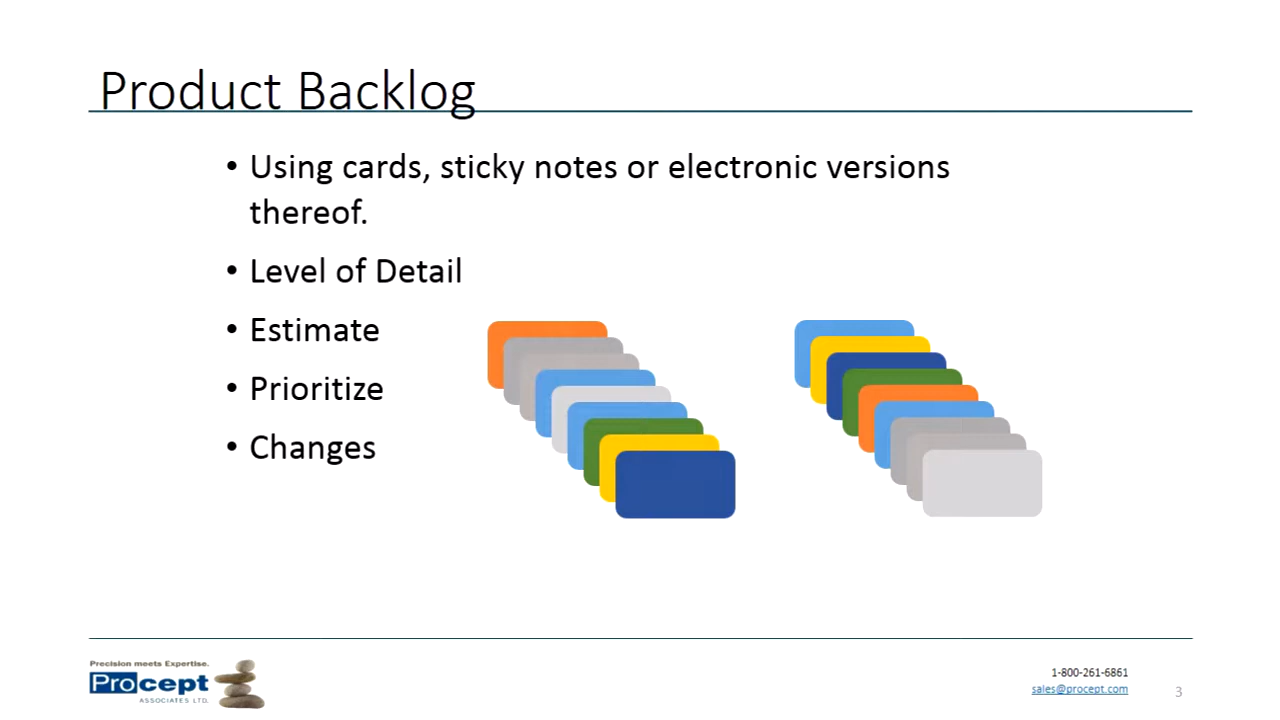 Product Backlog
• Using cards, sticky notes or electronic versions
thereof.
• Level of Detail
• Estimate
• Prioritize
• Changes
Precision meets Expertise.
Procept
ASSOCIATES LTD.
1-800-261-6861
sales@procept.com
3